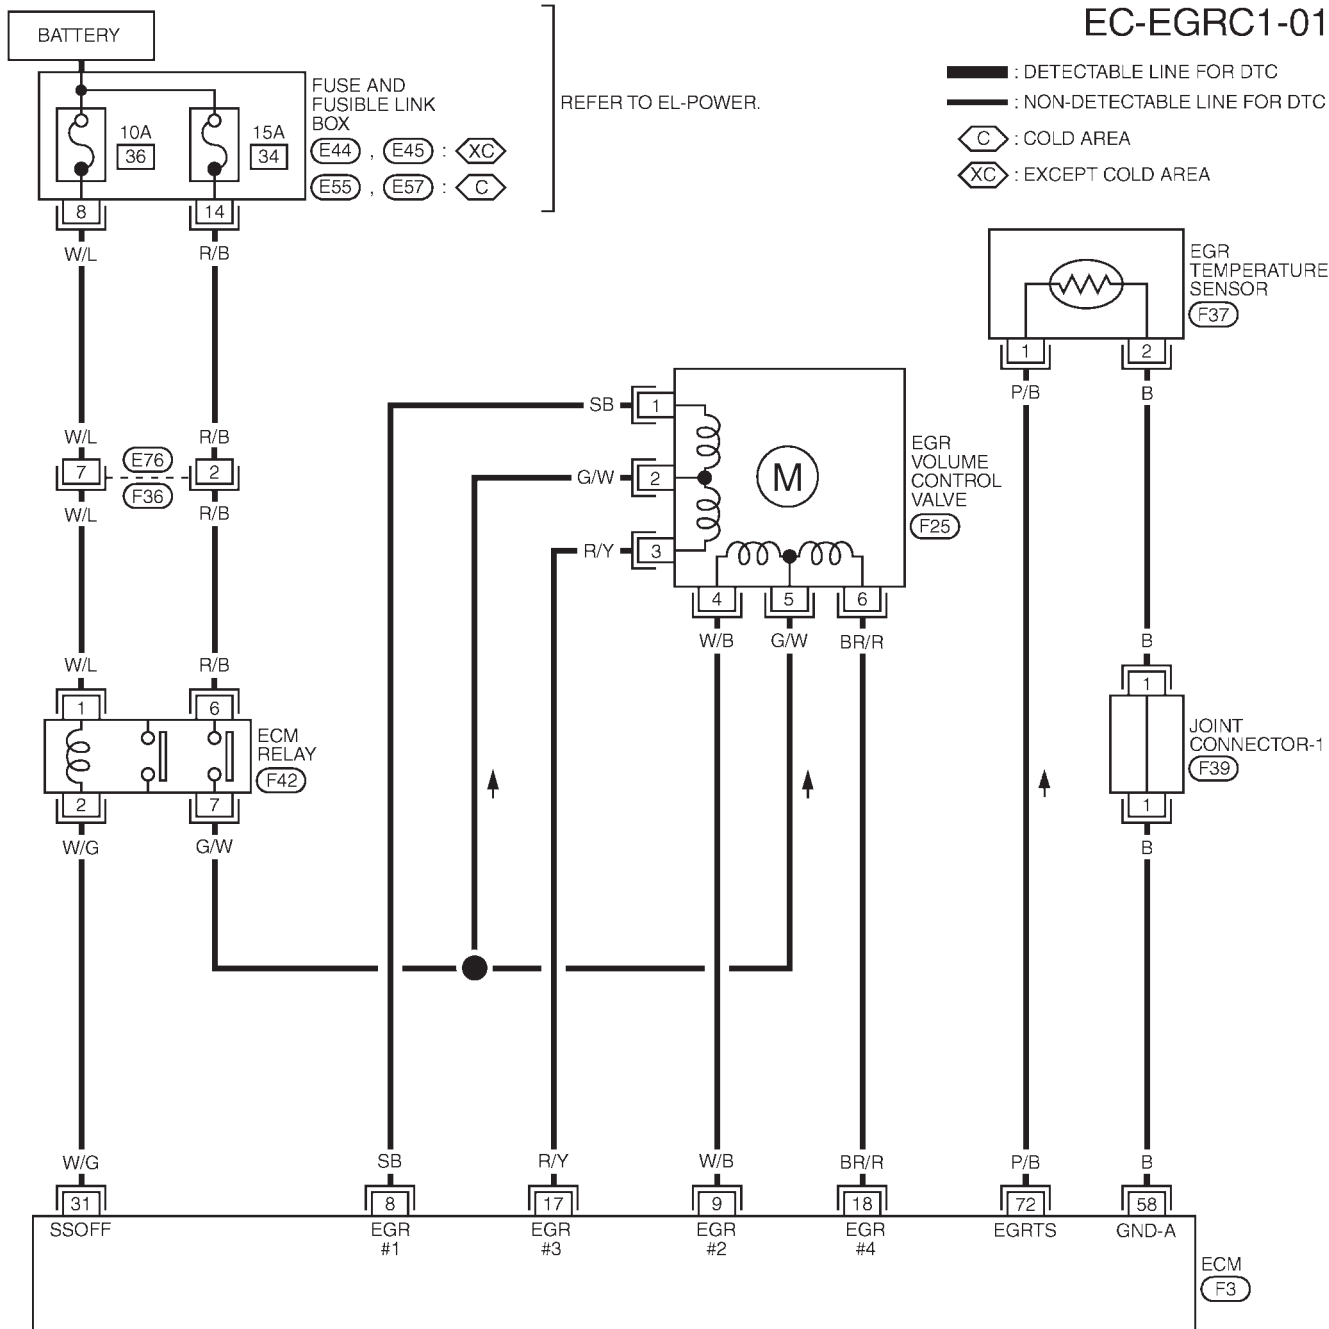 EC-EGRC1-01
BATTERY
: DETECTABLE LINE FOR DTC
: NON-DETECTABLE LINE FOR DTC
C : COLD AREA
XC : EXCEPT COLD AREA
REFER TO EL-POWER.
FUSE AND
FUSIBLE LINK
BOX
E44 , E45 : XC
E55 , E57 : C
10A
36
15A
34
8 14
W/L R/B
EGR
TEMPERATURE
SENSOR
F37
1 2
P/B B
SB 1
G/W 2
R/Y 3
M
EGR
VOLUME
CONTROL
VALVE
F25
4 5 6
W/B G/W BR/R
W/L R/B
7 E76 2
F36
W/L R/B
W/L R/B
1 6
ECM
RELAY
F42
2 7
W/G G/W
B
1
JOINT
CONNECTOR-1
F39
1
B
W/G SB R/Y W/B BR/R P/B B
31 8 17 9 18 72 58
SSOFF EGR EGR EGR EGR EGRTS GND-A
#1 #3 #2 #4
ECM
F3